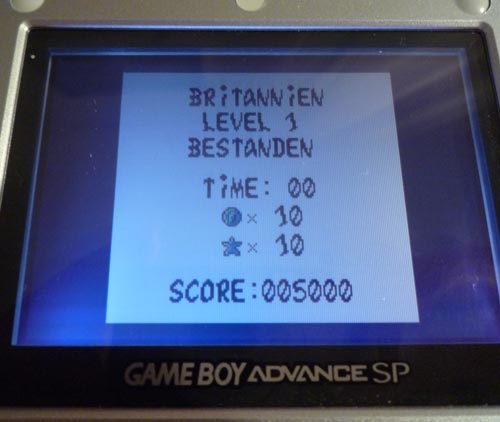 BRiTANNiEN
LEVEL 1
BESTANDEN
TiME: 00
× 10
× 10
SCORE:005000
GAME BOY ADVANCE SP